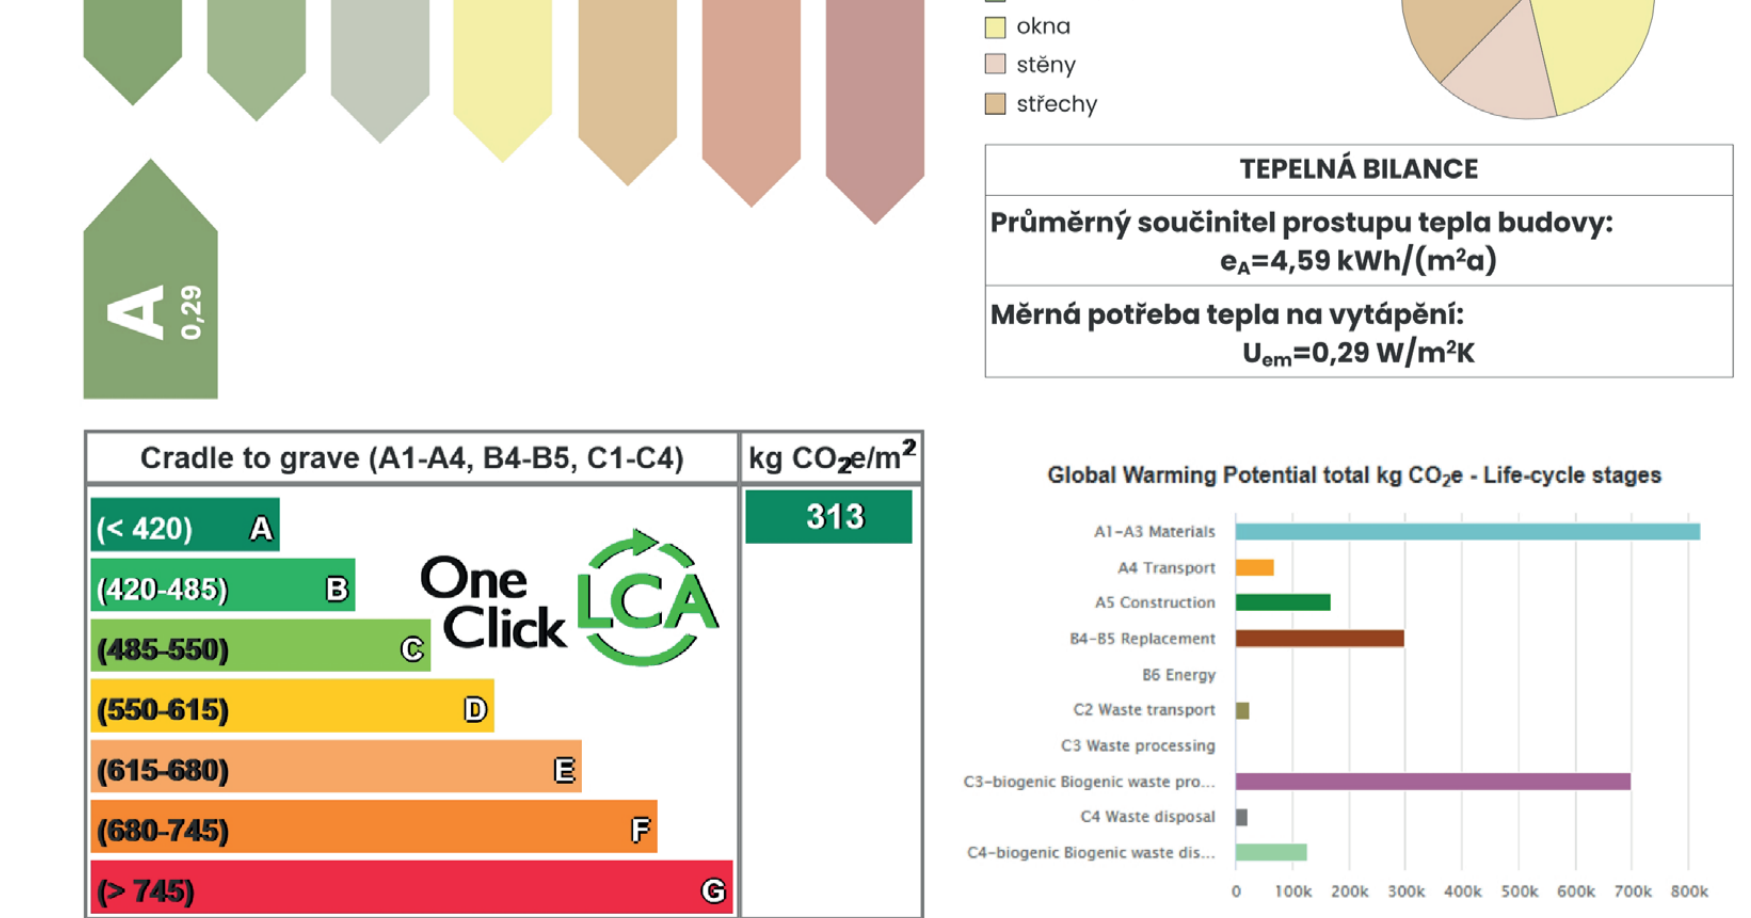 okna
stěny
střechy
A
0,29
TEPELNÁ BILANCE
Průměrný součinitel prostupu tepla budovy:
eA=4,59 kWh/(m²a)
Měrná potřeba tepla na vytápění:
Uem=0,29 W/m²K
Cradle to grave (A1-A4, B4-B5, C1-C4)
kg CO₂e/m²
(< 420) A
313
(420-485) B
(485-550) C
(550-615) D
(615-680) E
(680-745) F
(> 745) G
One
Click
LCA
Global Warming Potential total kg CO₂e - Life-cycle stages
A1-A3 Materials
A4 Transport
A5 Construction
B4-B5 Replacement
B6 Energy
C2 Waste transport
C3 Waste processing
C3-biogenic Biogenic waste pro...
C4 Waste disposal
C4-biogenic Biogenic waste dis...
0 100k 200k 300k 400k 500k 600k 700k 800k